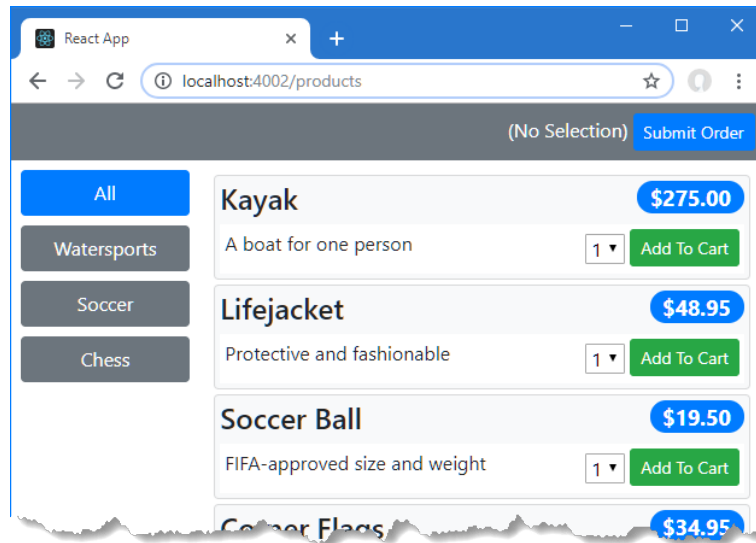 React App
localhost:4002/products
(No Selection) Submit Order
All
Watersports
Soccer
Chess
Kayak $275.00
A boat for one person 1 Add To Cart
Lifejacket $48.95
Protective and fashionable 1 Add To Cart
Soccer Ball $19.50
FIFA-approved size and weight 1 Add To Cart
Corner Flags $34.95